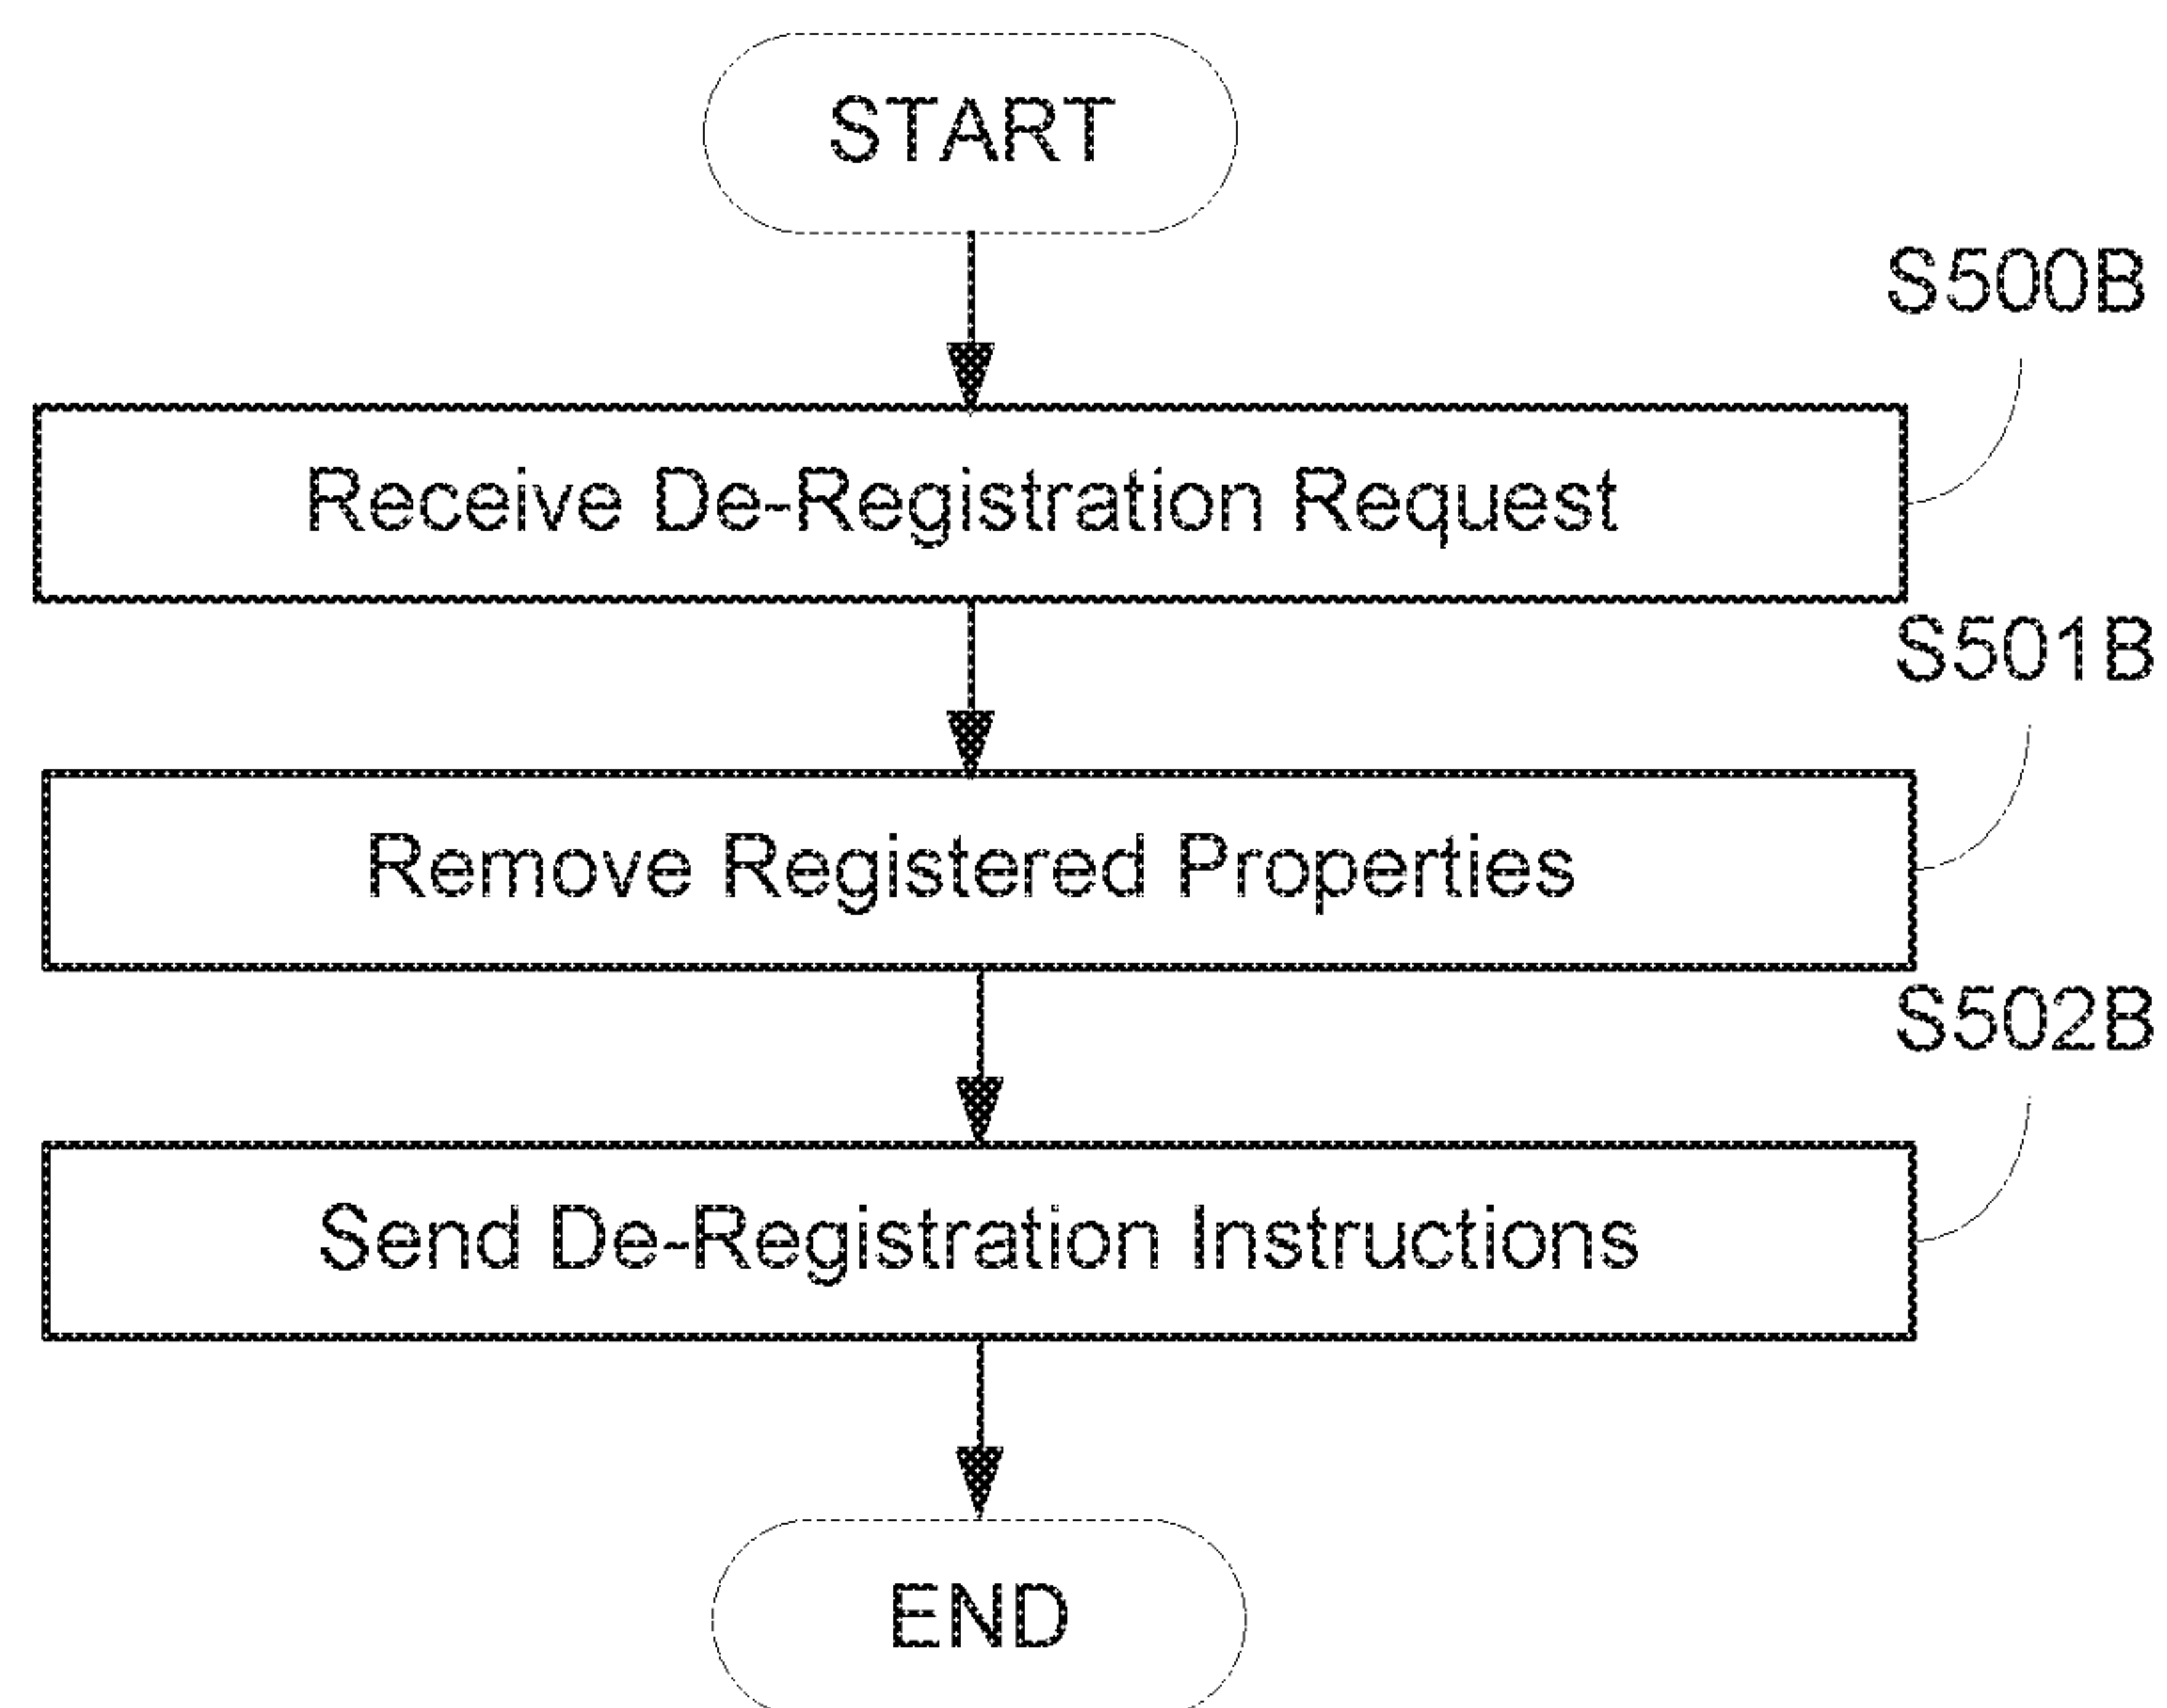 START
S500B
Receive De-Registration Request
S501B
Remove Registered Properties
S502B
Send De-Registration Instructions
END